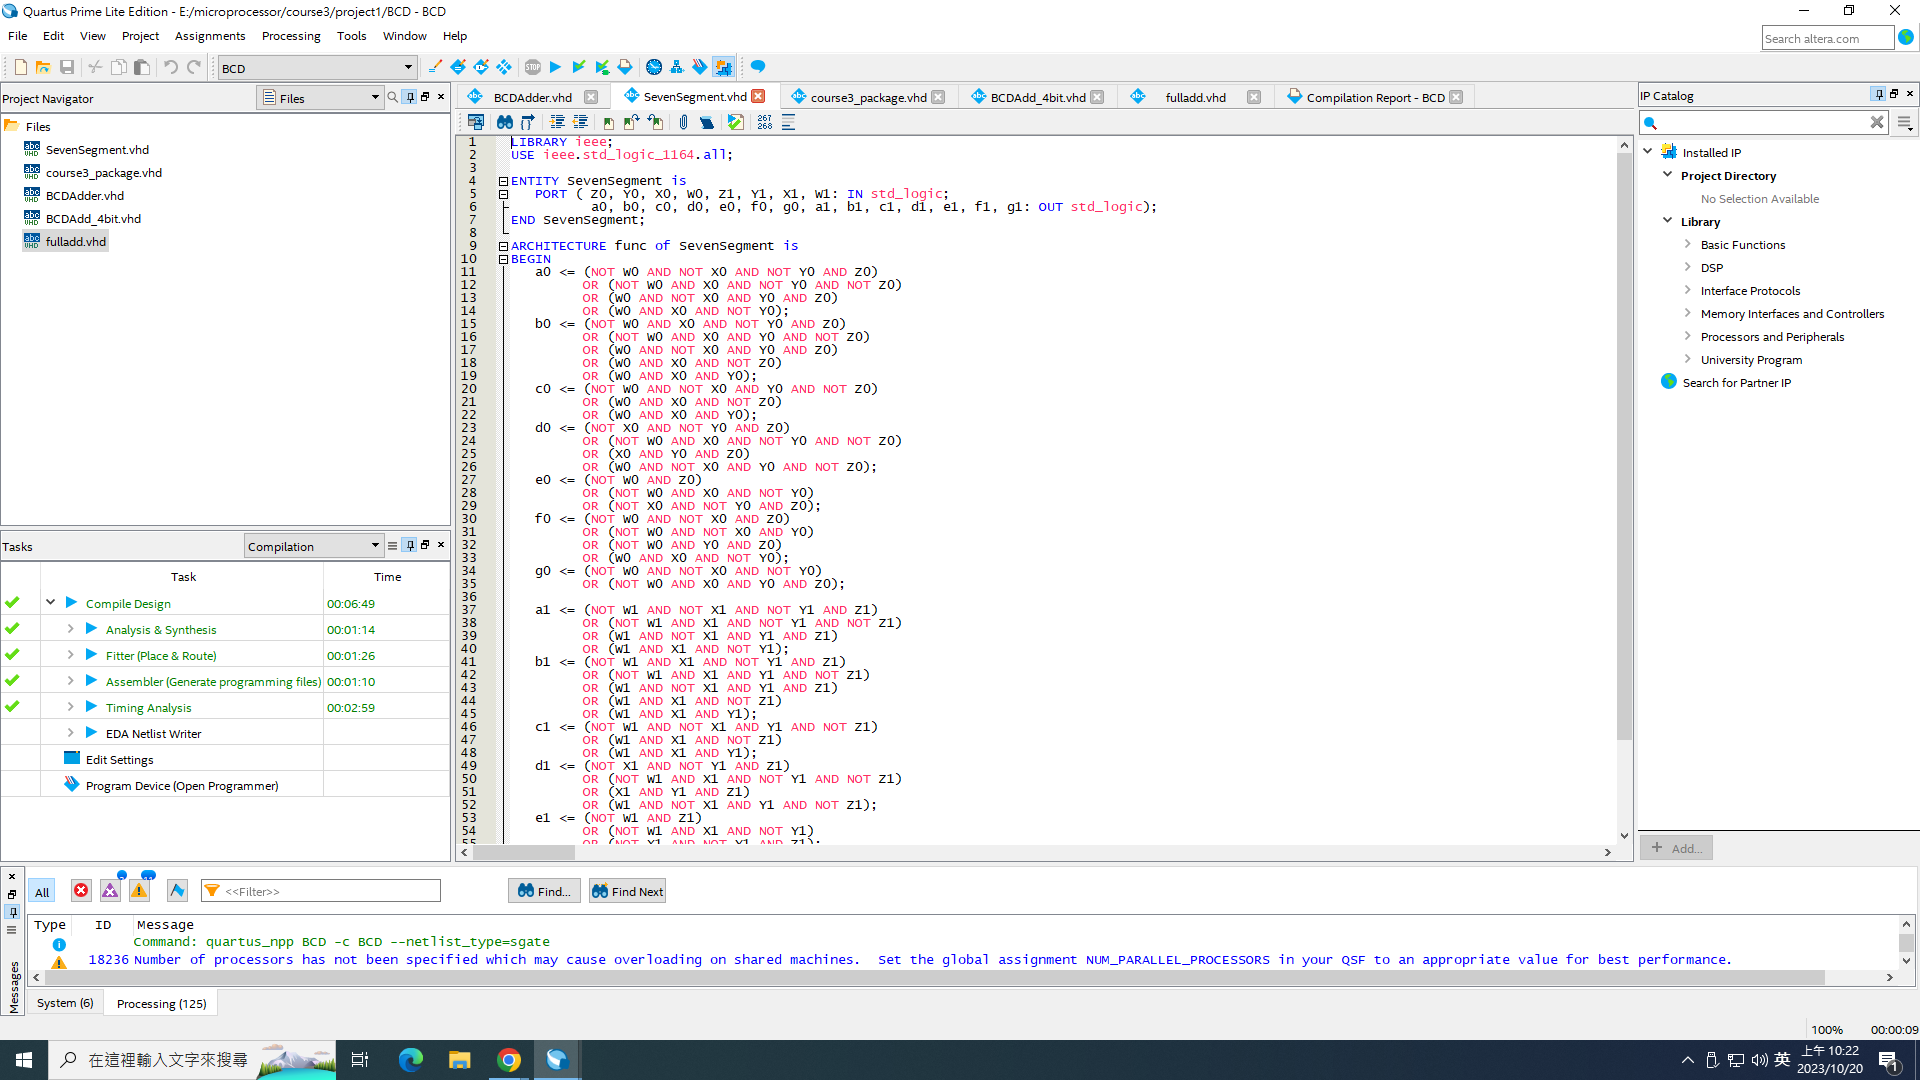 Quartus Prime Lite Edition - E:/microprocessor/course3/project1/BCD - BCD
File Edit View Project Assignments Processing Tools Window Help
Search altera.com
BCD
Project Navigator Files
Files
SevenSegment.vhd
course3_package.vhd
BCDAdder.vhd
BCDAdd_4bit.vhd
fulladd.vhd
Tasks Compilation
Task Time
Compile Design 00:06:49
Analysis & Synthesis 00:01:14
Fitter (Place & Route) 00:01:26
Assembler (Generate programming files) 00:01:10
Timing Analysis 00:02:59
EDA Netlist Writer
Edit Settings
Program Device (Open Programmer)
BCDAdder.vhd SevenSegment.vhd course3_package.vhd BCDAdd_4bit.vhd fulladd.vhd Compilation Report - BCD
267
268
1 LIBRARY ieee;
2 USE ieee.std_logic_1164.all;
3
4 ENTITY SevenSegment is
5 PORT ( Z0, Y0, X0, W0, Z1, Y1, X1, W1: IN std_logic;
6 a0, b0, c0, d0, e0, f0, g0, a1, b1, c1, d1, e1, f1, g1: OUT std_logic);
7 END SevenSegment;
8
9 ARCHITECTURE func of SevenSegment is
10 BEGIN
11 a0 <= (NOT W0 AND NOT X0 AND NOT Y0 AND Z0)
12 OR (NOT W0 AND X0 AND NOT Y0 AND NOT Z0)
13 OR (W0 AND NOT X0 AND Y0 AND Z0)
14 OR (W0 AND X0 AND NOT Y0);
15 b0 <= (NOT W0 AND X0 AND NOT Y0 AND Z0)
16 OR (NOT W0 AND X0 AND Y0 AND NOT Z0)
17 OR (W0 AND NOT X0 AND Y0 AND Z0)
18 OR (W0 AND X0 AND NOT Z0)
19 OR (W0 AND X0 AND Y0);
20 c0 <= (NOT W0 AND NOT X0 AND Y0 AND NOT Z0)
21 OR (W0 AND X0 AND NOT Z0)
22 OR (W0 AND X0 AND Y0);
23 d0 <= (NOT X0 AND NOT Y0 AND Z0)
24 OR (NOT W0 AND X0 AND NOT Y0 AND NOT Z0)
25 OR (X0 AND Y0 AND Z0)
26 OR (W0 AND NOT X0 AND Y0 AND NOT Z0);
27 e0 <= (NOT W0 AND Z0)
28 OR (NOT W0 AND X0 AND NOT Y0)
29 OR (NOT X0 AND NOT Y0 AND Z0);
30 f0 <= (NOT W0 AND NOT X0 AND Z0)
31 OR (NOT W0 AND NOT X0 AND Y0)
32 OR (NOT W0 AND Y0 AND Z0)
33 OR (W0 AND X0 AND NOT Y0);
34 g0 <= (NOT W0 AND NOT X0 AND NOT Y0)
35 OR (NOT W0 AND X0 AND Y0 AND Z0);
36
37 a1 <= (NOT W1 AND NOT X1 AND NOT Y1 AND Z1)
38 OR (NOT W1 AND X1 AND NOT Y1 AND NOT Z1)
39 OR (W1 AND NOT X1 AND Y1 AND Z1)
40 OR (W1 AND X1 AND NOT Y1);
41 b1 <= (NOT W1 AND X1 AND NOT Y1 AND Z1)
42 OR (NOT W1 AND X1 AND Y1 AND NOT Z1)
43 OR (W1 AND NOT X1 AND Y1 AND Z1)
44 OR (W1 AND X1 AND NOT Z1)
45 OR (W1 AND X1 AND Y1);
46 c1 <= (NOT W1 AND NOT X1 AND Y1 AND NOT Z1)
47 OR (W1 AND X1 AND NOT Z1)
48 OR (W1 AND X1 AND Y1);
49 d1 <= (NOT X1 AND NOT Y1 AND Z1)
50 OR (NOT W1 AND X1 AND NOT Y1 AND NOT Z1)
51 OR (X1 AND Y1 AND Z1)
52 OR (W1 AND NOT X1 AND Y1 AND NOT Z1);
53 e1 <= (NOT W1 AND Z1)
54 OR (NOT W1 AND X1 AND NOT Y1)
55 OR (NOT X1 AND NOT Y1 AND Z1);
IP Catalog
Installed IP
Project Directory
No Selection Available
Library
Basic Functions
DSP
Interface Protocols
Memory Interfaces and Controllers
Processors and Peripherals
University Program
Search for Partner IP
+ Add...
All <<Filter>> Find... Find Next
Type ID Message
Command: quartus_npp BCD -c BCD --netlist_type=sgate
18236 Number of processors has not been specified which may cause overloading on shared machines. Set the global assignment NUM_PARALLEL_PROCESSORS in your QSF to an appropriate value for best performance.
Messages
System (6) Processing (125)
100% 00:00:09
在這裡輸入文字來搜尋
英
上午 10:22
2023/10/20
1